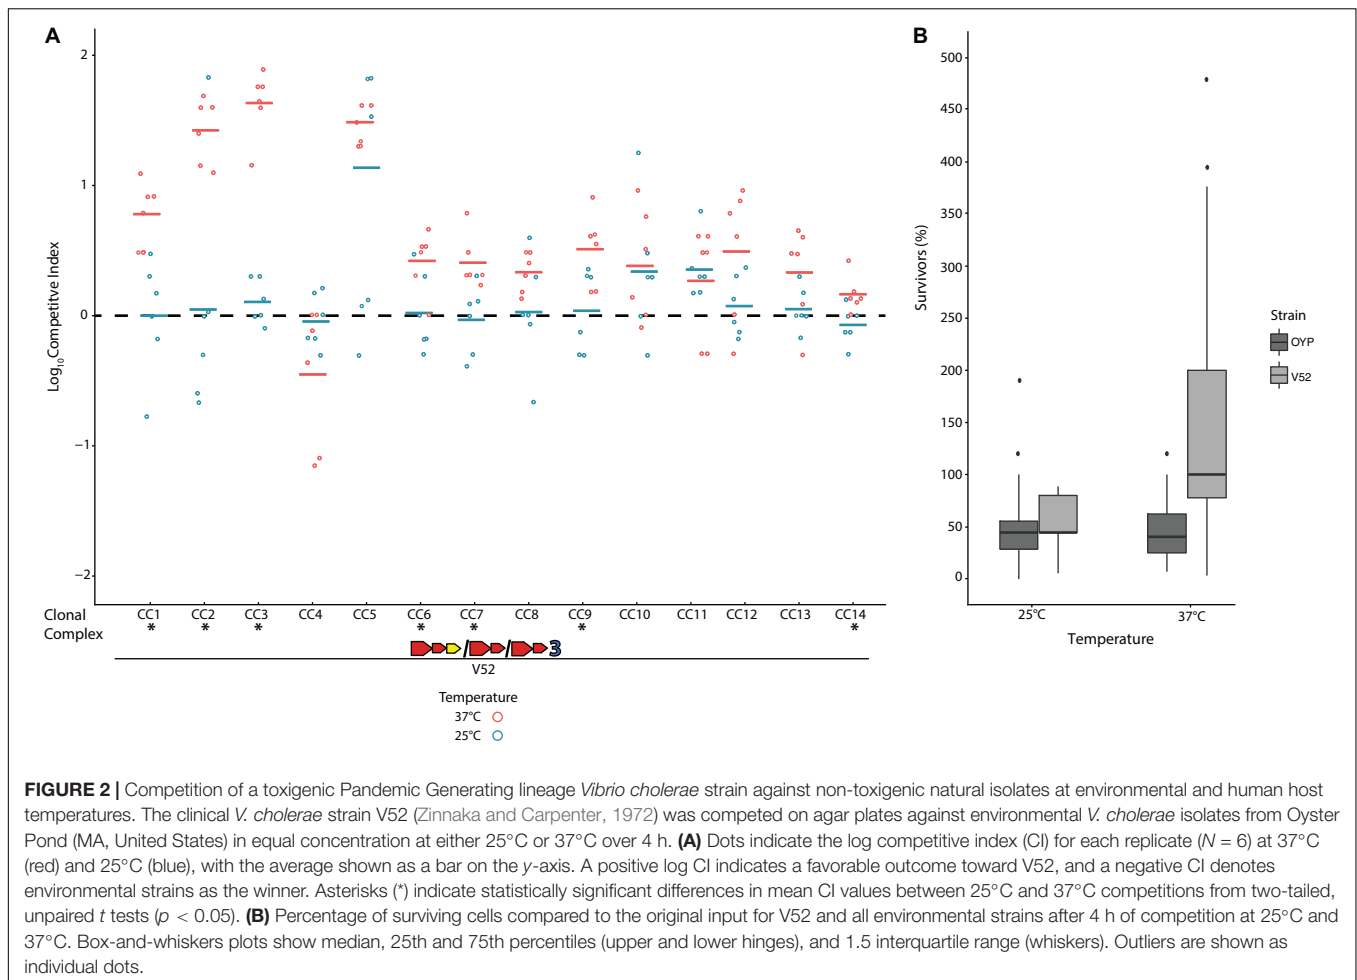 A
2
1
0
−1
−2
Log10Competitve Index
Clonal
Complex
CC1 CC2 CC3 CC4 CC5 CC6 CC7 CC8 CC9 CC10 CC11 CC12 CC13 CC14
* * * * * * *
/ / 3
V52
Temperature
37°C
25°C
B
500
450
400
350
300
250
200
150
100
50
0
Survivors (%)
25°C 37°C
Temperature
Strain
OYP
V52
FIGURE 2 | Competition of a toxigenic Pandemic Generating lineage Vibrio cholerae strain against non-toxigenic natural isolates at environmental and human host
temperatures. The clinical V. cholerae strain V52 (Zinnaka and Carpenter, 1972) was competed on agar plates against environmental V. cholerae isolates from Oyster
Pond (MA, United States) in equal concentration at either 25°C or 37°C over 4 h. (A) Dots indicate the log competitive index (CI) for each replicate (N = 6) at 37°C
(red) and 25°C (blue), with the average shown as a bar on the y-axis. A positive log CI indicates a favorable outcome toward V52, and a negative CI denotes
environmental strains as the winner. Asterisks (*) indicate statistically significant differences in mean CI values between 25°C and 37°C competitions from two-tailed,
unpaired t tests (p < 0.05). (B) Percentage of surviving cells compared to the original input for V52 and all environmental strains after 4 h of competition at 25°C and
37°C. Box-and-whiskers plots show median, 25th and 75th percentiles (upper and lower hinges), and 1.5 interquartile range (whiskers). Outliers are shown as
individual dots.